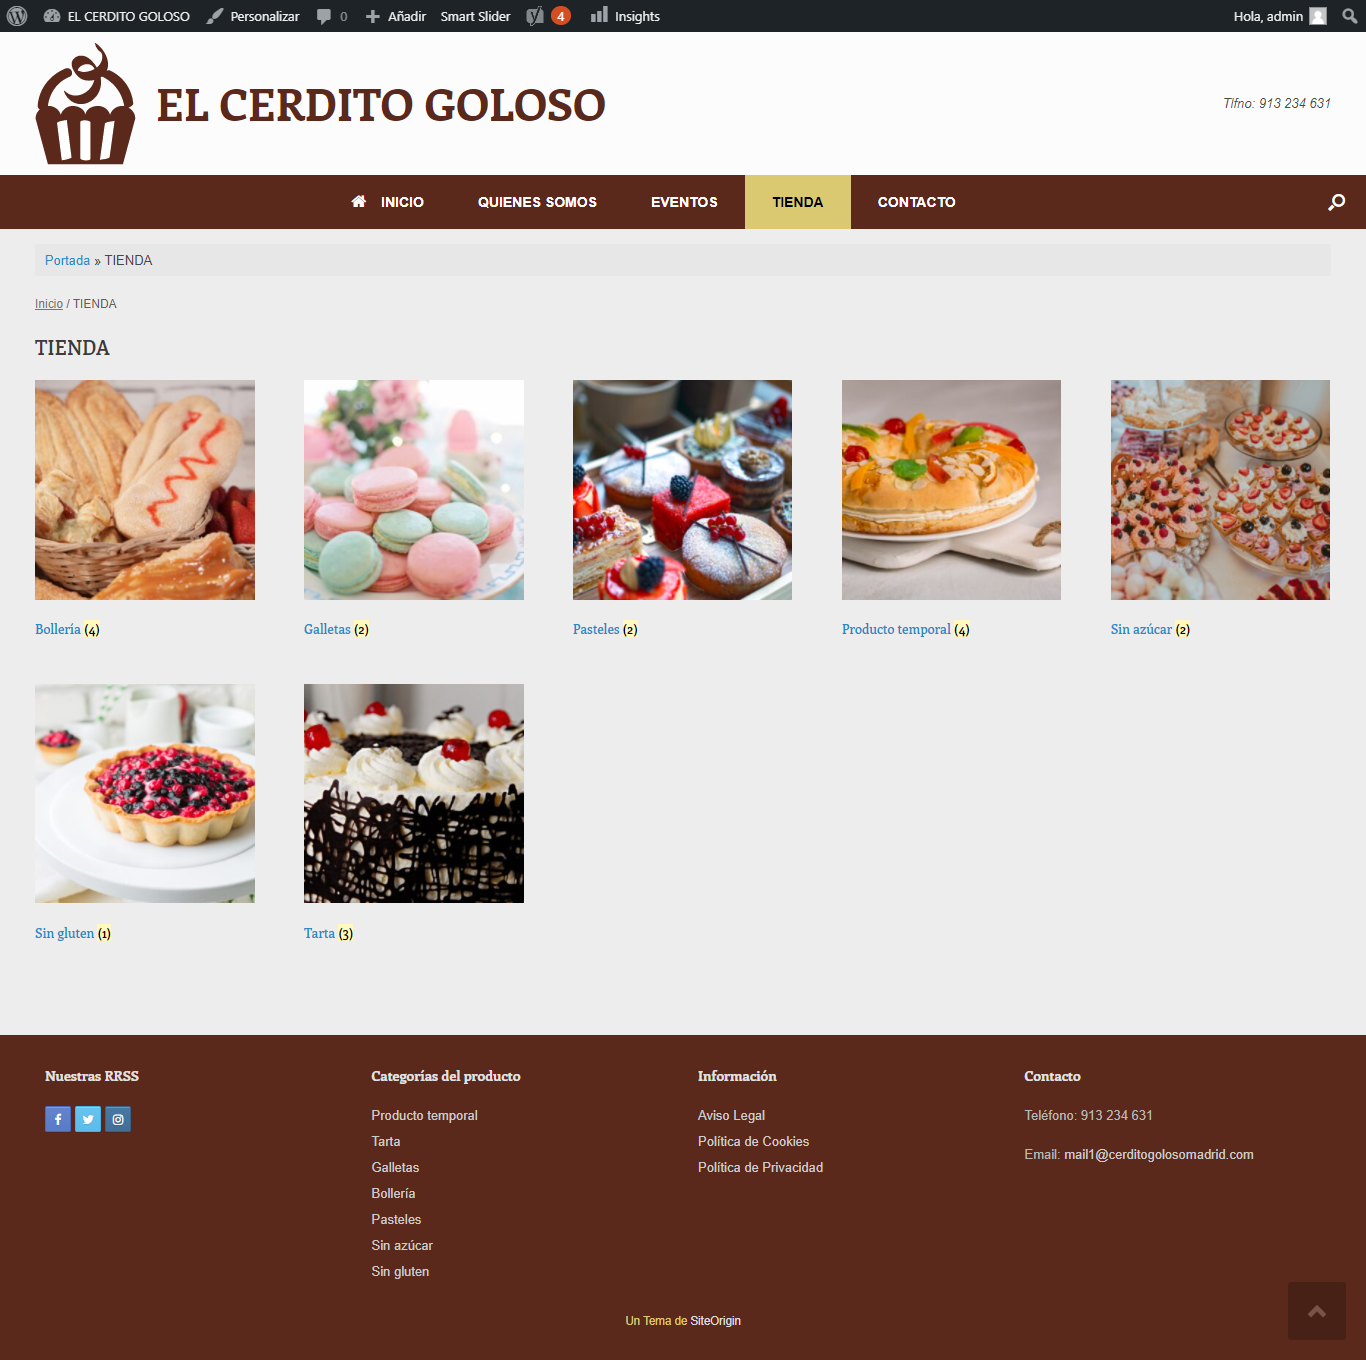 EL CERDITO GOLOSO Personalizar 0 Añadir Smart Slider 4 Insights Hola, admin
EL CERDITO GOLOSO
Tlfno: 913 234 631
INICIO QUIENES SOMOS EVENTOS TIENDA CONTACTO
Portada » TIENDA
Inicio / TIENDA
TIENDA
Bollería (4)
Galletas (2)
Pasteles (2)
Producto temporal (4)
Sin azúcar (2)
Sin gluten (1)
Tarta (3)
Nuestras RRSS
Categorías del producto
Producto temporal
Tarta
Galletas
Bollería
Pasteles
Sin azúcar
Sin gluten
Información
Aviso Legal
Política de Cookies
Política de Privacidad
Contacto
Teléfono: 913 234 631
Email: mail1@cerditogolosomadrid.com
Un Tema de SiteOrigin